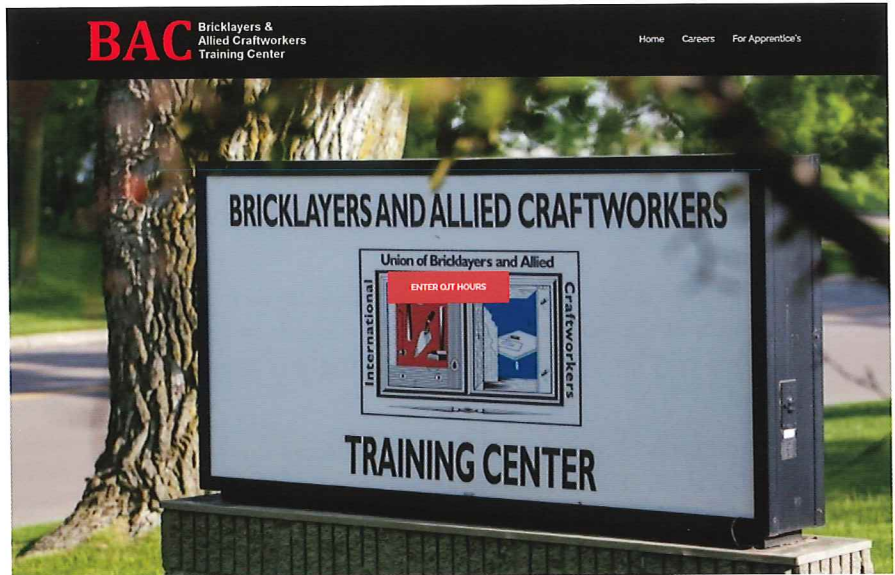 BAC
Bricklayers &
Allied Craftworkers
Training Center
Home Careers For Apprentice's
BRICKLAYERS AND ALLIED CRAFTWORKERS
Union of Bricklayers and Allied
International
Craftworkers
ENTER OJT HOURS
TRAINING CENTER